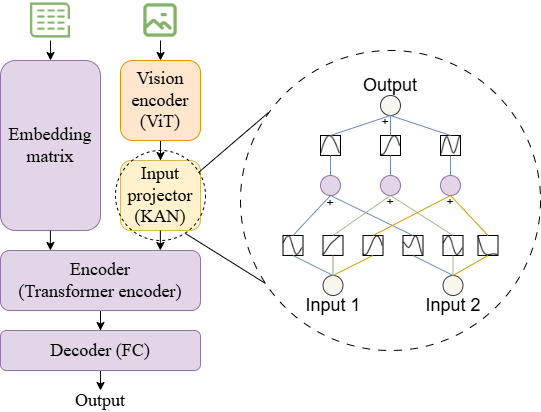 Embedding
matrix
Vision
encoder
(ViT)
Input
projector
(KAN)
Encoder
(Transformer encoder)
Decoder (FC)
Output
Output
+
+
+
+
Input 1
Input 2